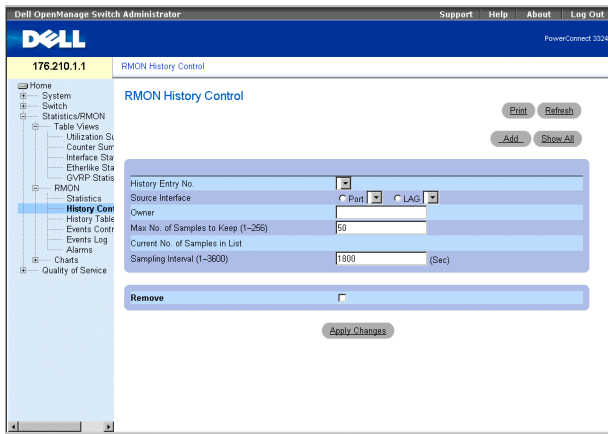 Dell OpenManage Switch Administrator
Support Help About Log Out
DELL
PowerConnect 3324
176.210.1.1
RMON History Control
Home
System
Switch
Statistics/RMON
Table Views
Utilization Su
Counter Sum
Interface Sta
Etherlike Sta
GVRP Statis
RMON
Statistics
History Con
History Table
Events Contr
Events Log
Alarms
Charts
Quality of Service
RMON History Control
Print Refresh
Add Show All
History Entry No.
Source Interface Port LAG
Owner
Max No. of Samples to Keep (1-256) 50
Current No. of Samples in List
Sampling Interval (1-3600) 1800 (Sec)
Remove
Apply Changes